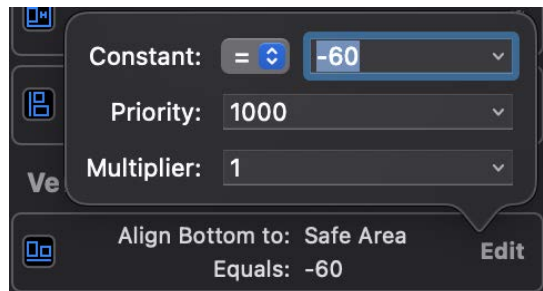 Constant: = -60
Priority: 1000
Multiplier: 1
Ve
Align Bottom to: Safe Area
Edit
Equals: -60